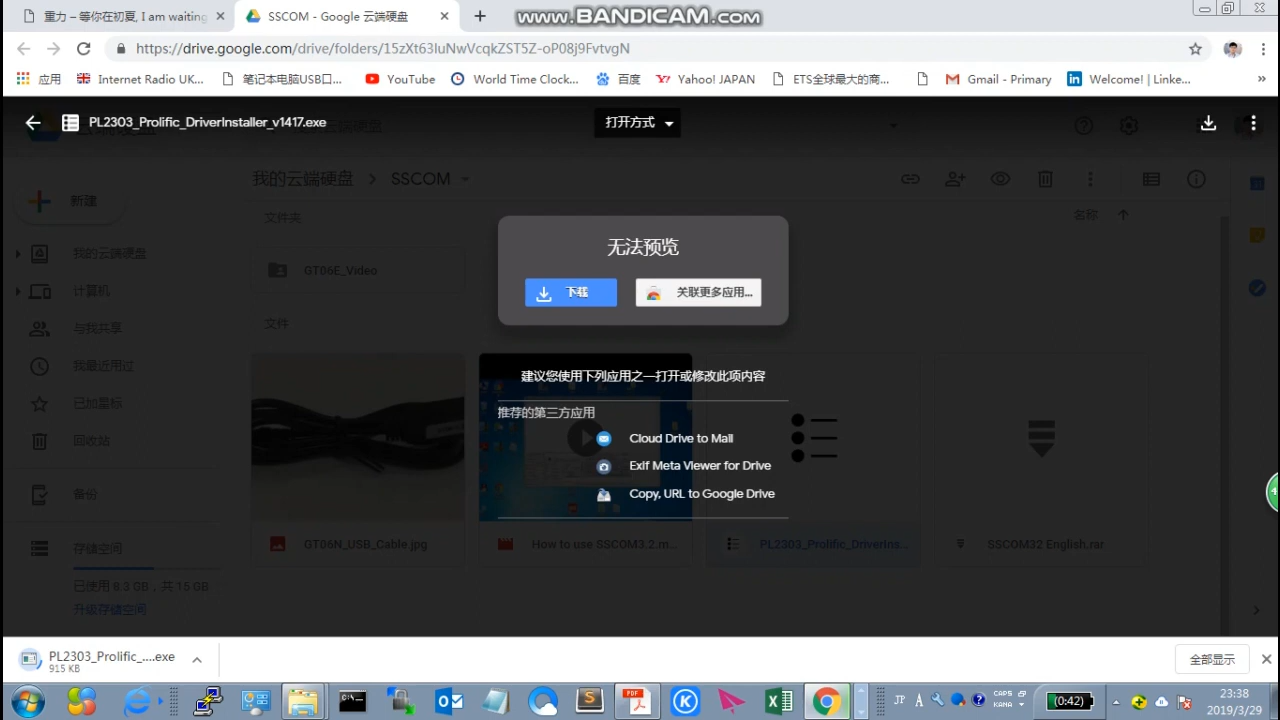 重力 – 等你在初夏, I am waiting
SSCOM - Google 云端硬盘
www.BANDICAM.com
https://drive.google.com/drive/folders/15zXt63IuNwVcqkZST5Z-oP08j9FvtvgN
应用
Internet Radio UK...
笔记本电脑USB口...
YouTube
World Time Clock...
百度
Yahoo! JAPAN
ETS全球最大的商...
Gmail - Primary
Welcome! | Linke...
PL2303_Prolific_DriverInstaller_v1417.exe
打开方式
新建
我的云端硬盘
SSCOM
文件夹
名称
我的云端硬盘
GT06E_Video
计算机
与我共享
文件
我最近用过
已加星标
回收站
备份
存储空间
已使用 8.3 GB，共 15 GB
升级存储空间
无法预览
下载
关联更多应用...
建议您使用下列应用之一打开或修改此项内容
推荐的第三方应用
Cloud Drive to Mail
Exif Meta Viewer for Drive
Copy, URL to Google Drive
GT06N_USB_Cable.jpg
How to use SSCOM3.2.m...
PL2303_Prolific_DriverIns...
SSCOM32 English.rar
PL2303_Prolific_....exe
915 KB
全部显示
JP
CAPS
KANA
(0:42)
23:38
2019/3/29